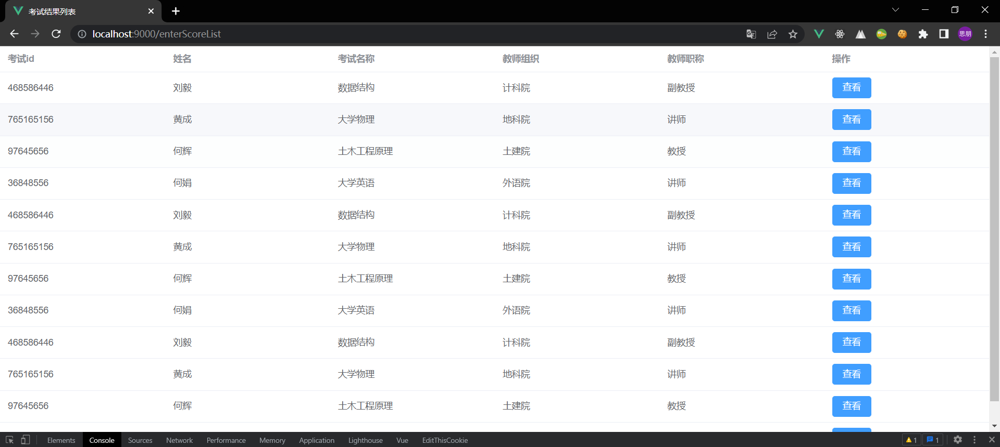 考试结果列表
localhost:9000/enterScoreList
思朋
考试id 姓名 考试名称 教师组织 教师职称 操作
468586446 刘毅 数据结构 计科院 副教授 查看
765165156 黄成 大学物理 地科院 讲师 查看
97645656 何辉 土木工程原理 土建院 教授 查看
36848556 何娟 大学英语 外语院 讲师 查看
468586446 刘毅 数据结构 计科院 副教授 查看
765165156 黄成 大学物理 地科院 讲师 查看
97645656 何辉 土木工程原理 土建院 教授 查看
36848556 何娟 大学英语 外语院 讲师 查看
468586446 刘毅 数据结构 计科院 副教授 查看
765165156 黄成 大学物理 地科院 讲师 查看
97645656 何辉 土木工程原理 土建院 教授 查看
Elements Console Sources Network Performance Memory Application Lighthouse Vue EditThisCookie 1 1